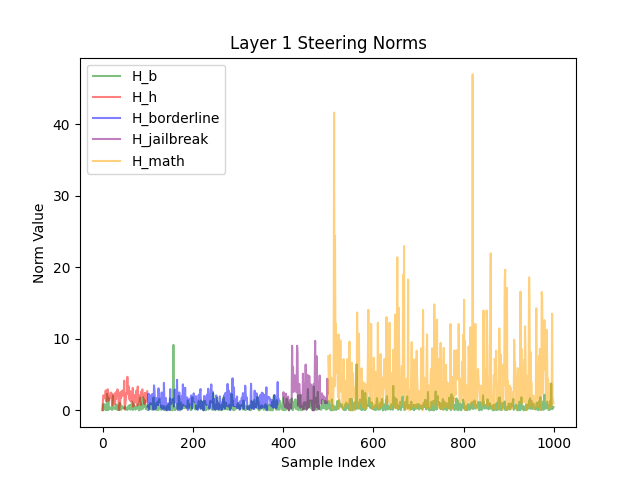 Layer 1 Steering Norms
H_b
H_h
H_borderline
H_jailbreak
H_math
Norm Value
40
30
20
10
0
0 200 400 600 800 1000
Sample Index